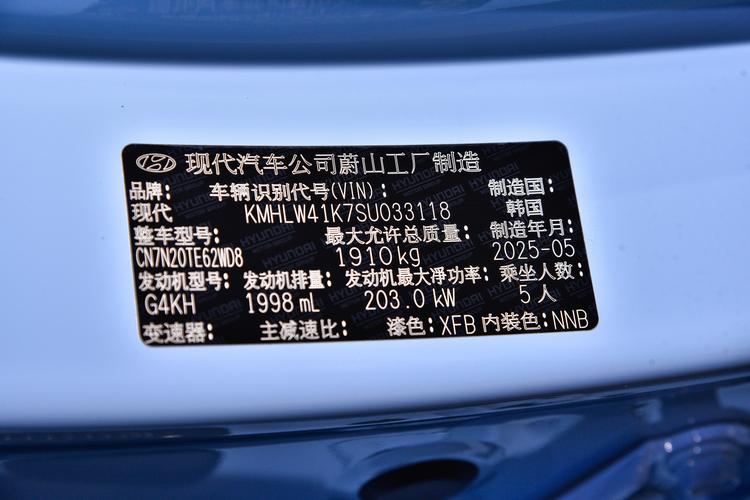 现代汽车公司蔚山工厂制造
品牌: 车辆识别代号(VIN): 制造国:
现代 KMHLW41K7SU033118 韩国
整车型号: 最大允许总质量: 制造年月:
CN7N20TE62WD8 1910kg 2025-05
发动机型号: 发动机排量: 发动机最大净功率: 乘坐人数:
G4KH 1998 mL 203.0 kW 5人
变速器: 主减速比: 漆色:XFB 内装色:NNB